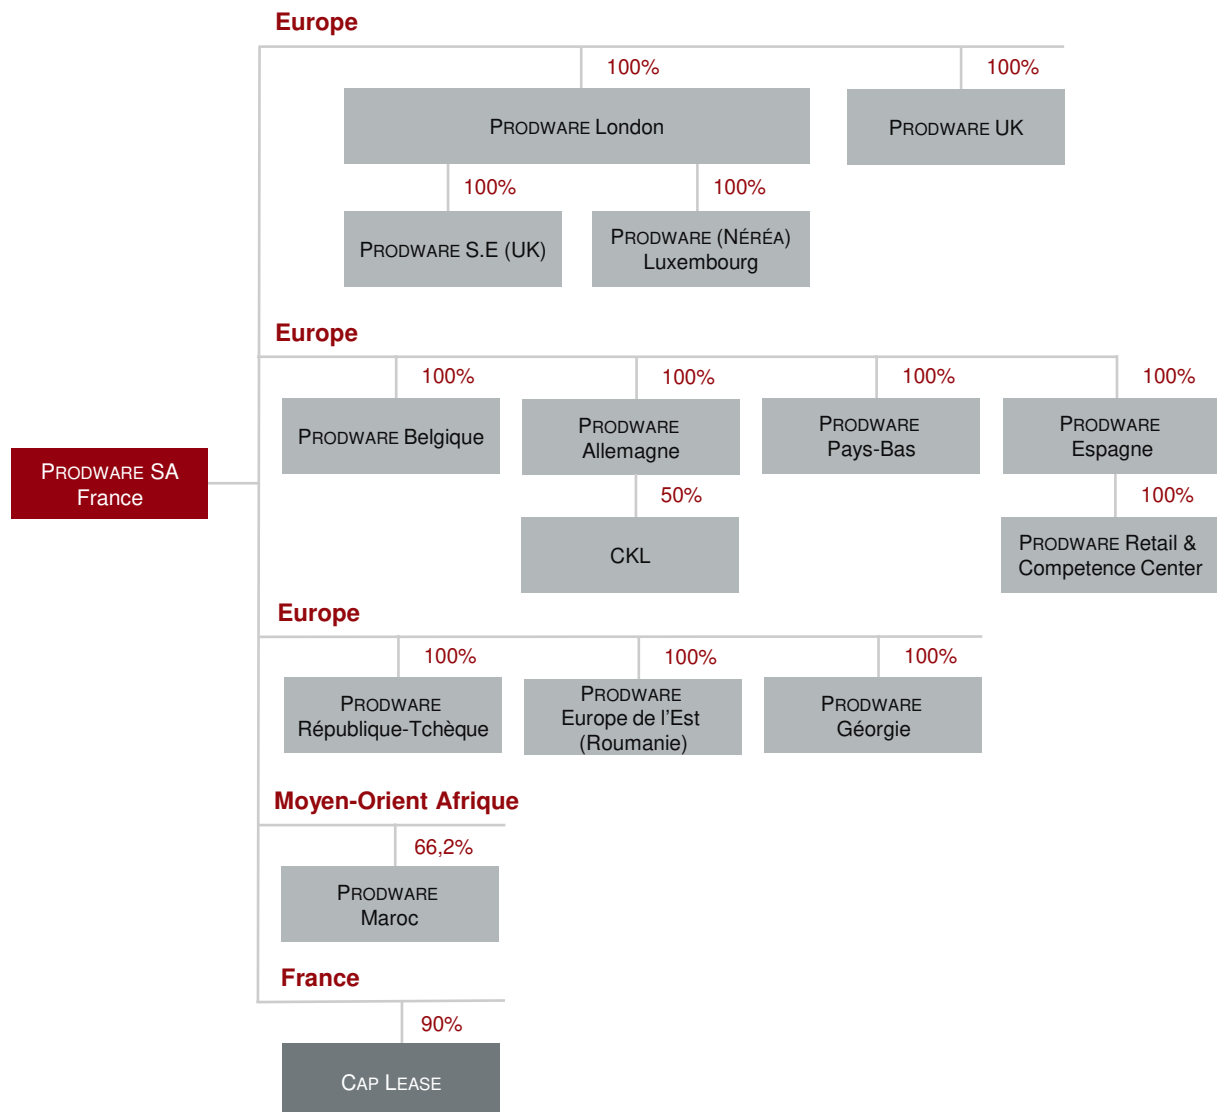 Europe
100%
100%
PRODWARE London
PRODWARE UK
100%
100%
PRODWARE S.E (UK)
PRODWARE (NÉRÉA)
Luxembourg
Europe
100%
100%
100%
100%
PRODWARE Belgique
PRODWARE
Allemagne
PRODWARE
Pays-Bas
PRODWARE
Espagne
PRODWARE SA
France
50%
100%
CKL
PRODWARE Retail &
Competence Center
Europe
100%
100%
100%
PRODWARE
République-Tchèque
PRODWARE
Europe de l'Est
(Roumanie)
PRODWARE
Géorgie
Moyen-Orient Afrique
66,2%
PRODWARE
Maroc
France
90%
CAP LEASE